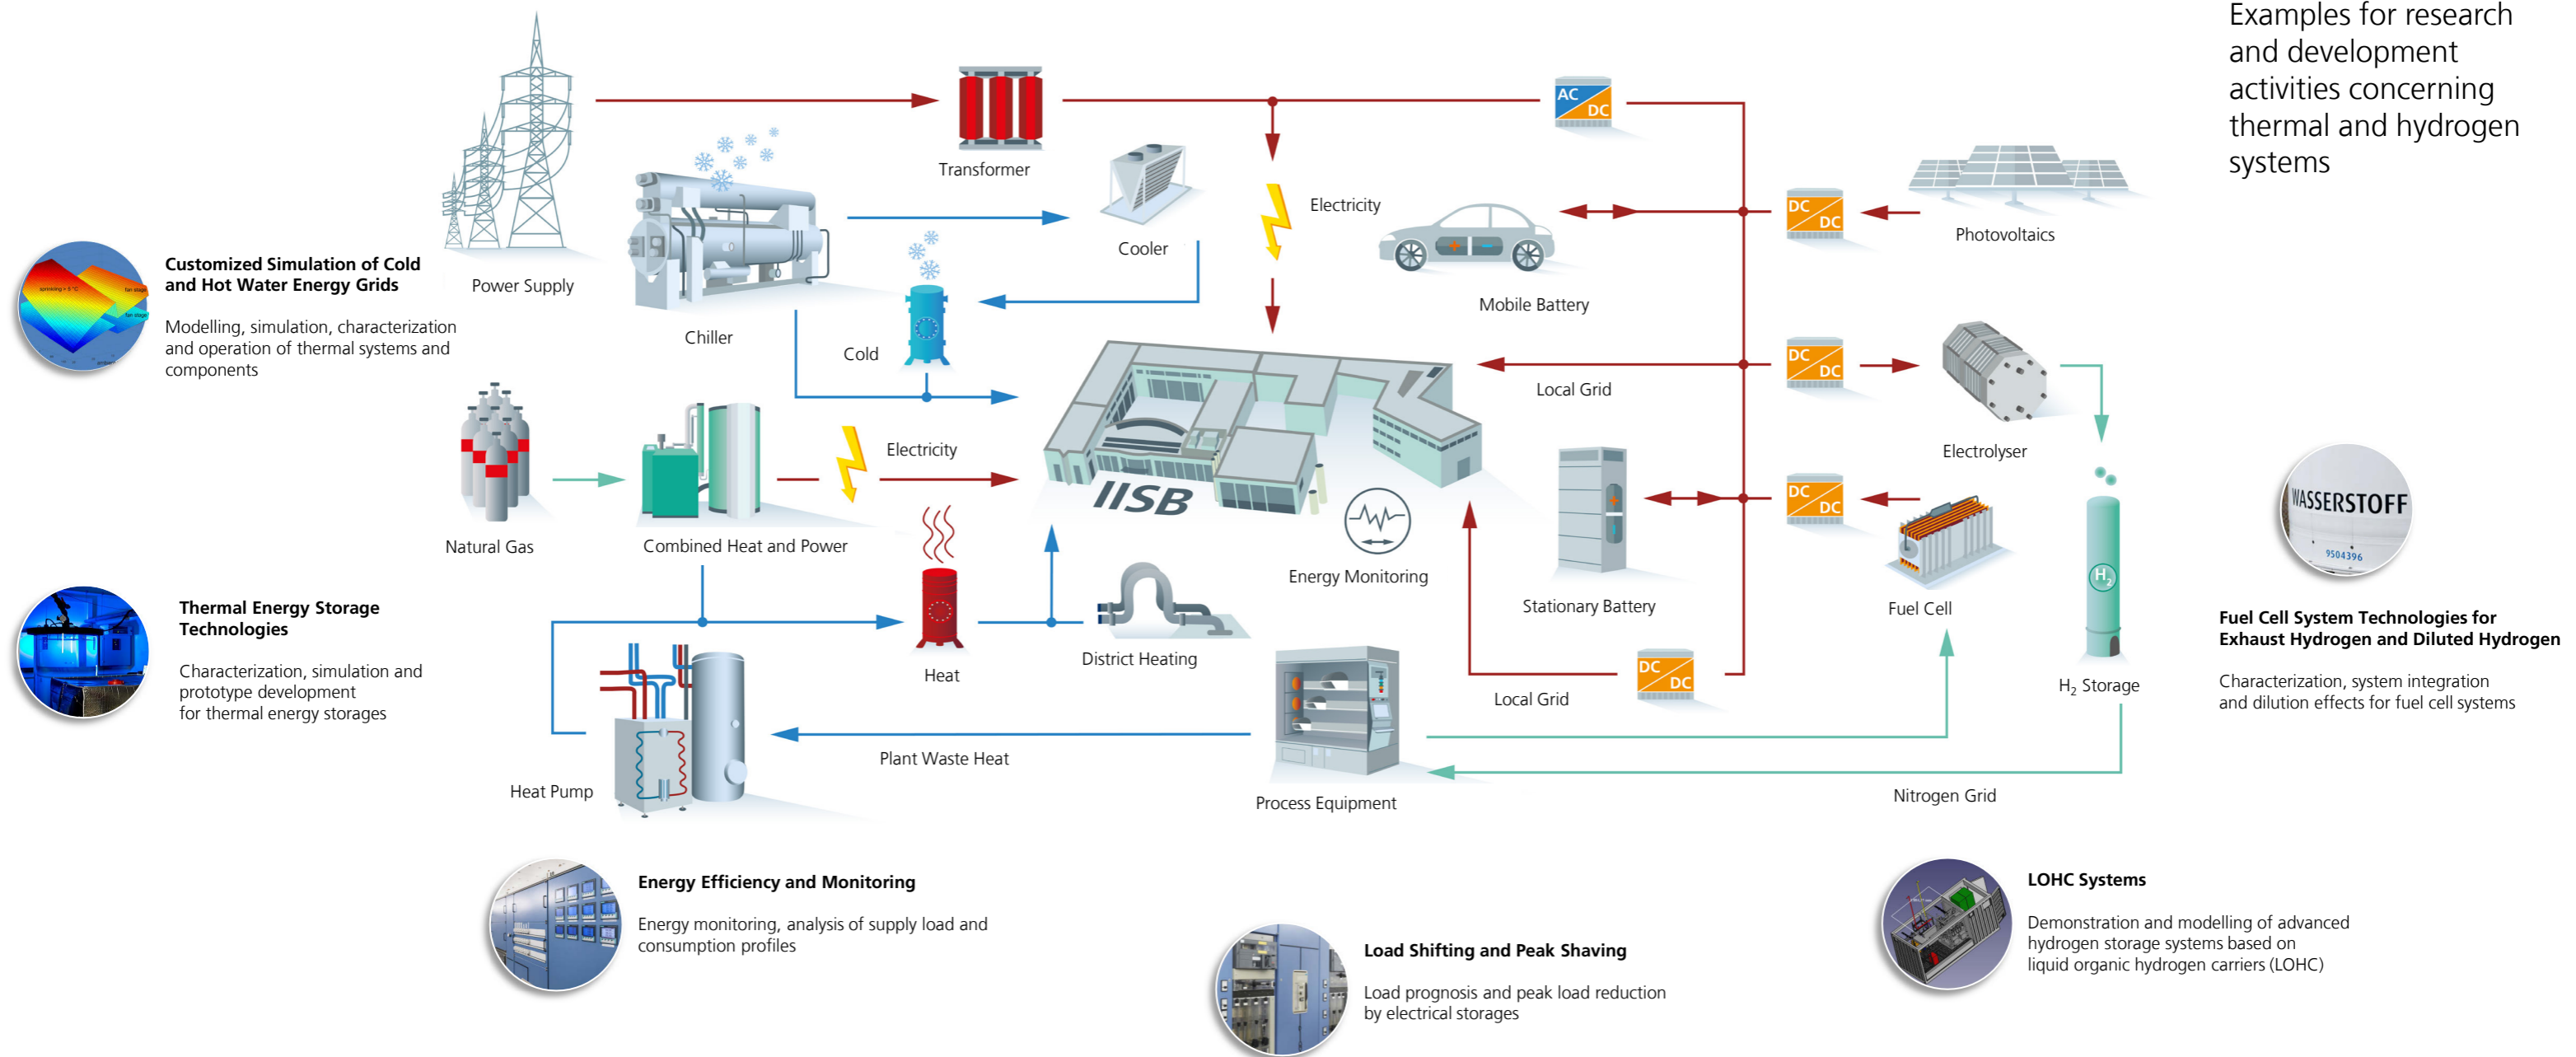 Examples for research
and development
activities concerning
thermal and hydrogen
systems
AC
DC
Transformer
Electricity
DC
DC
Photovoltaics
Cooler
Power Supply
Mobile Battery
Chiller
Cold
Customized Simulation of Cold
and Hot Water Energy Grids
Modelling, simulation, characterization
and operation of thermal systems and
components
sprinkling > 5 °C
fan stage
fan stage
DC
DC
Local Grid
Electrolyser
Electricity
IISB
DC
DC
Natural Gas
Combined Heat and Power
Energy Monitoring
Stationary Battery
Fuel Cell
H₂
H₂ Storage
WASSERSTOFF
9504396
Thermal Energy Storage
Technologies
Characterization, simulation and
prototype development
for thermal energy storages
Heat
District Heating
DC
DC
Local Grid
Fuel Cell System Technologies for
Exhaust Hydrogen and Diluted Hydrogen
Characterization, system integration
and dilution effects for fuel cell systems
Heat Pump
Plant Waste Heat
Process Equipment
Nitrogen Grid
Energy Efficiency and Monitoring
Energy monitoring, analysis of supply load and
consumption profiles
Load Shifting and Peak Shaving
Load prognosis and peak load reduction
by electrical storages
LOHC Systems
Demonstration and modelling of advanced
hydrogen storage systems based on
liquid organic hydrogen carriers (LOHC)